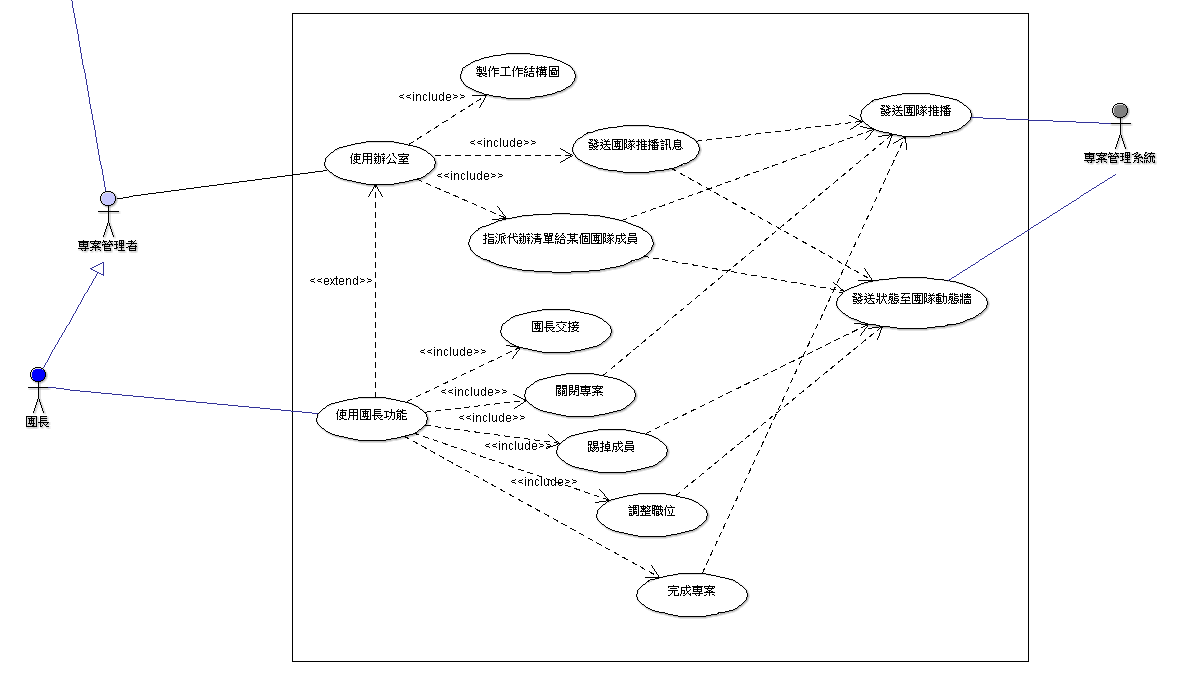 製作工作結構圖
<<include>>
發送團隊推播
<<include>>
發送團隊推播訊息
使用辦公室
專案管理系統
<<include>>
專案管理者
指派代辦清單給某個團隊成員
<<extend>>
發送狀態至團隊動態牆
團長交接
<<include>>
<<include>>
關閉專案
使用團長功能
<<include>>
團長
<<include>>
踢掉成員
<<include>>
調整職位
完成專案